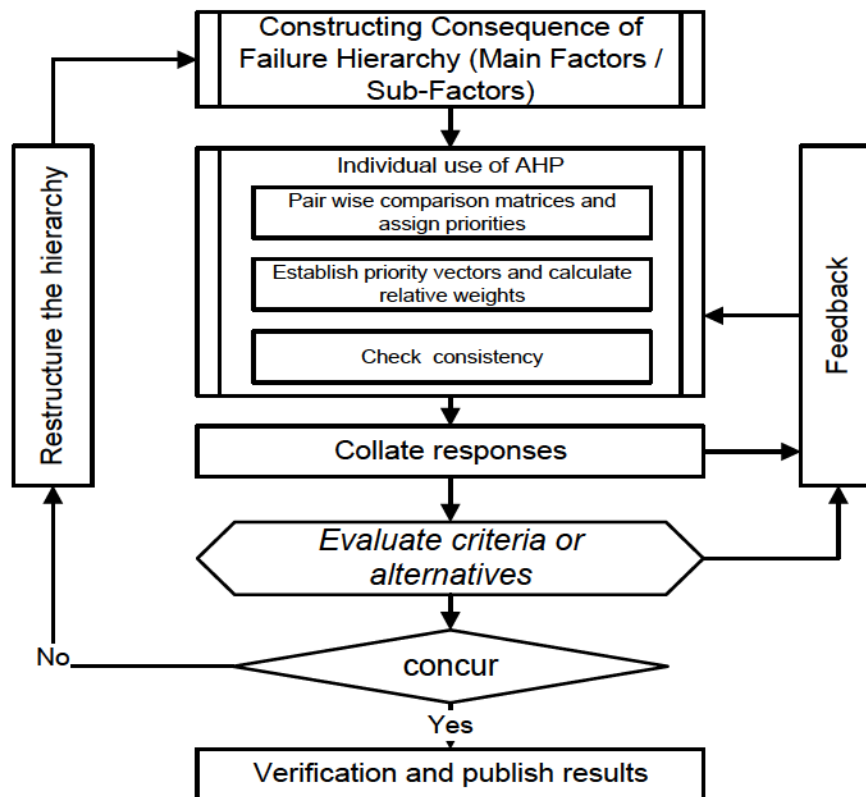 Constructing Consequence of
Failure Hierarchy (Main Factors /
Sub-Factors)
Individual use of AHP
Pair wise comparison matrices and
assign priorities
Establish priority vectors and calculate
relative weights
Check consistency
Restructure the hierarchy
Feedback
Collate responses
Evaluate criteria or
alternatives
concur
No
Yes
Verification and publish results